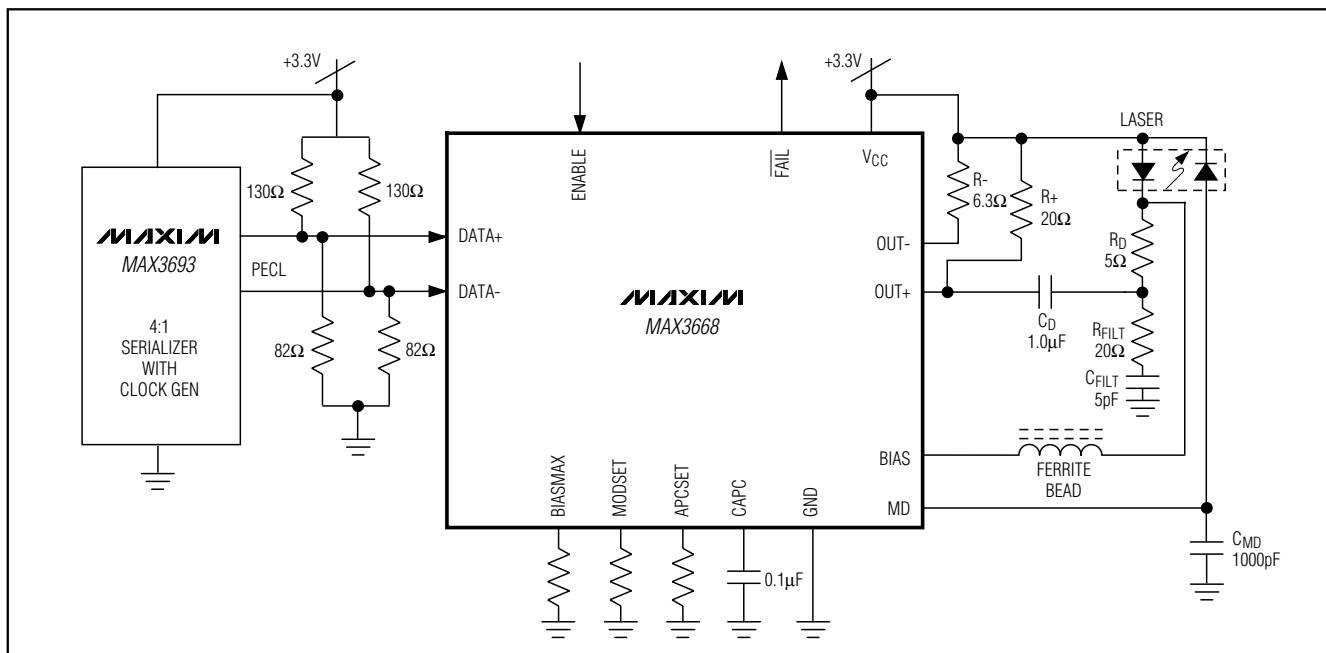 +3.3V
+3.3V
LASER
ENABLE
FAIL
VCC
130Ω
130Ω
R-
6.3Ω
R+
20Ω
MAXIM
MAX3693
PECL
DATA+
DATA-
OUT-
OUT+
RD
5Ω
MAXIM
MAX3668
CD
1.0μF
RFILT
20Ω
CFILT
5pF
4:1
SERIALIZER
WITH
CLOCK GEN
82Ω
82Ω
BIAS
FERRITE
BEAD
MD
BIASMAX
MODSET
APCSET
CAPC
GND
0.1μF
CMD
1000pF